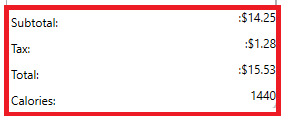 Subtotal: :$14.25
Tax: :$1.28
Total: :$15.53
Calories: 1440